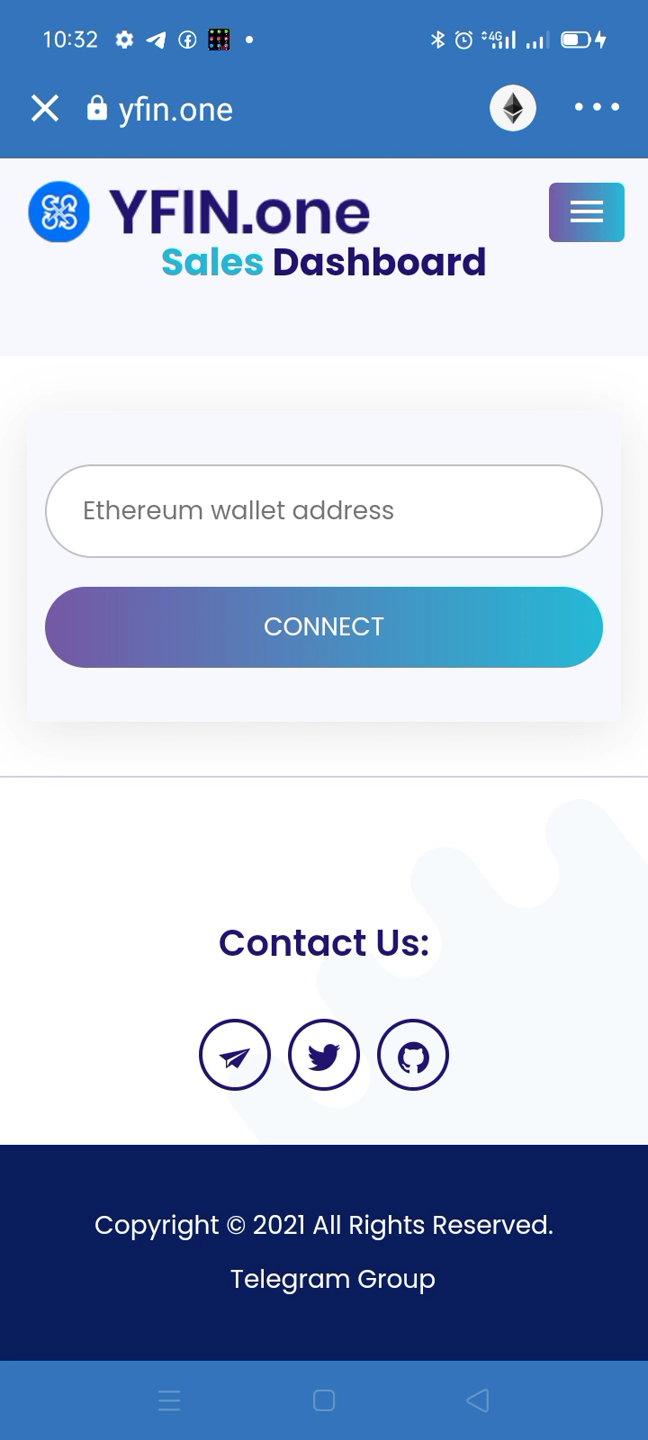 10:32
4G
yfin.one
YFIN.one
Sales Dashboard
Ethereum wallet address
CONNECT
Contact Us:
Copyright © 2021 All Rights Reserved.
Telegram Group